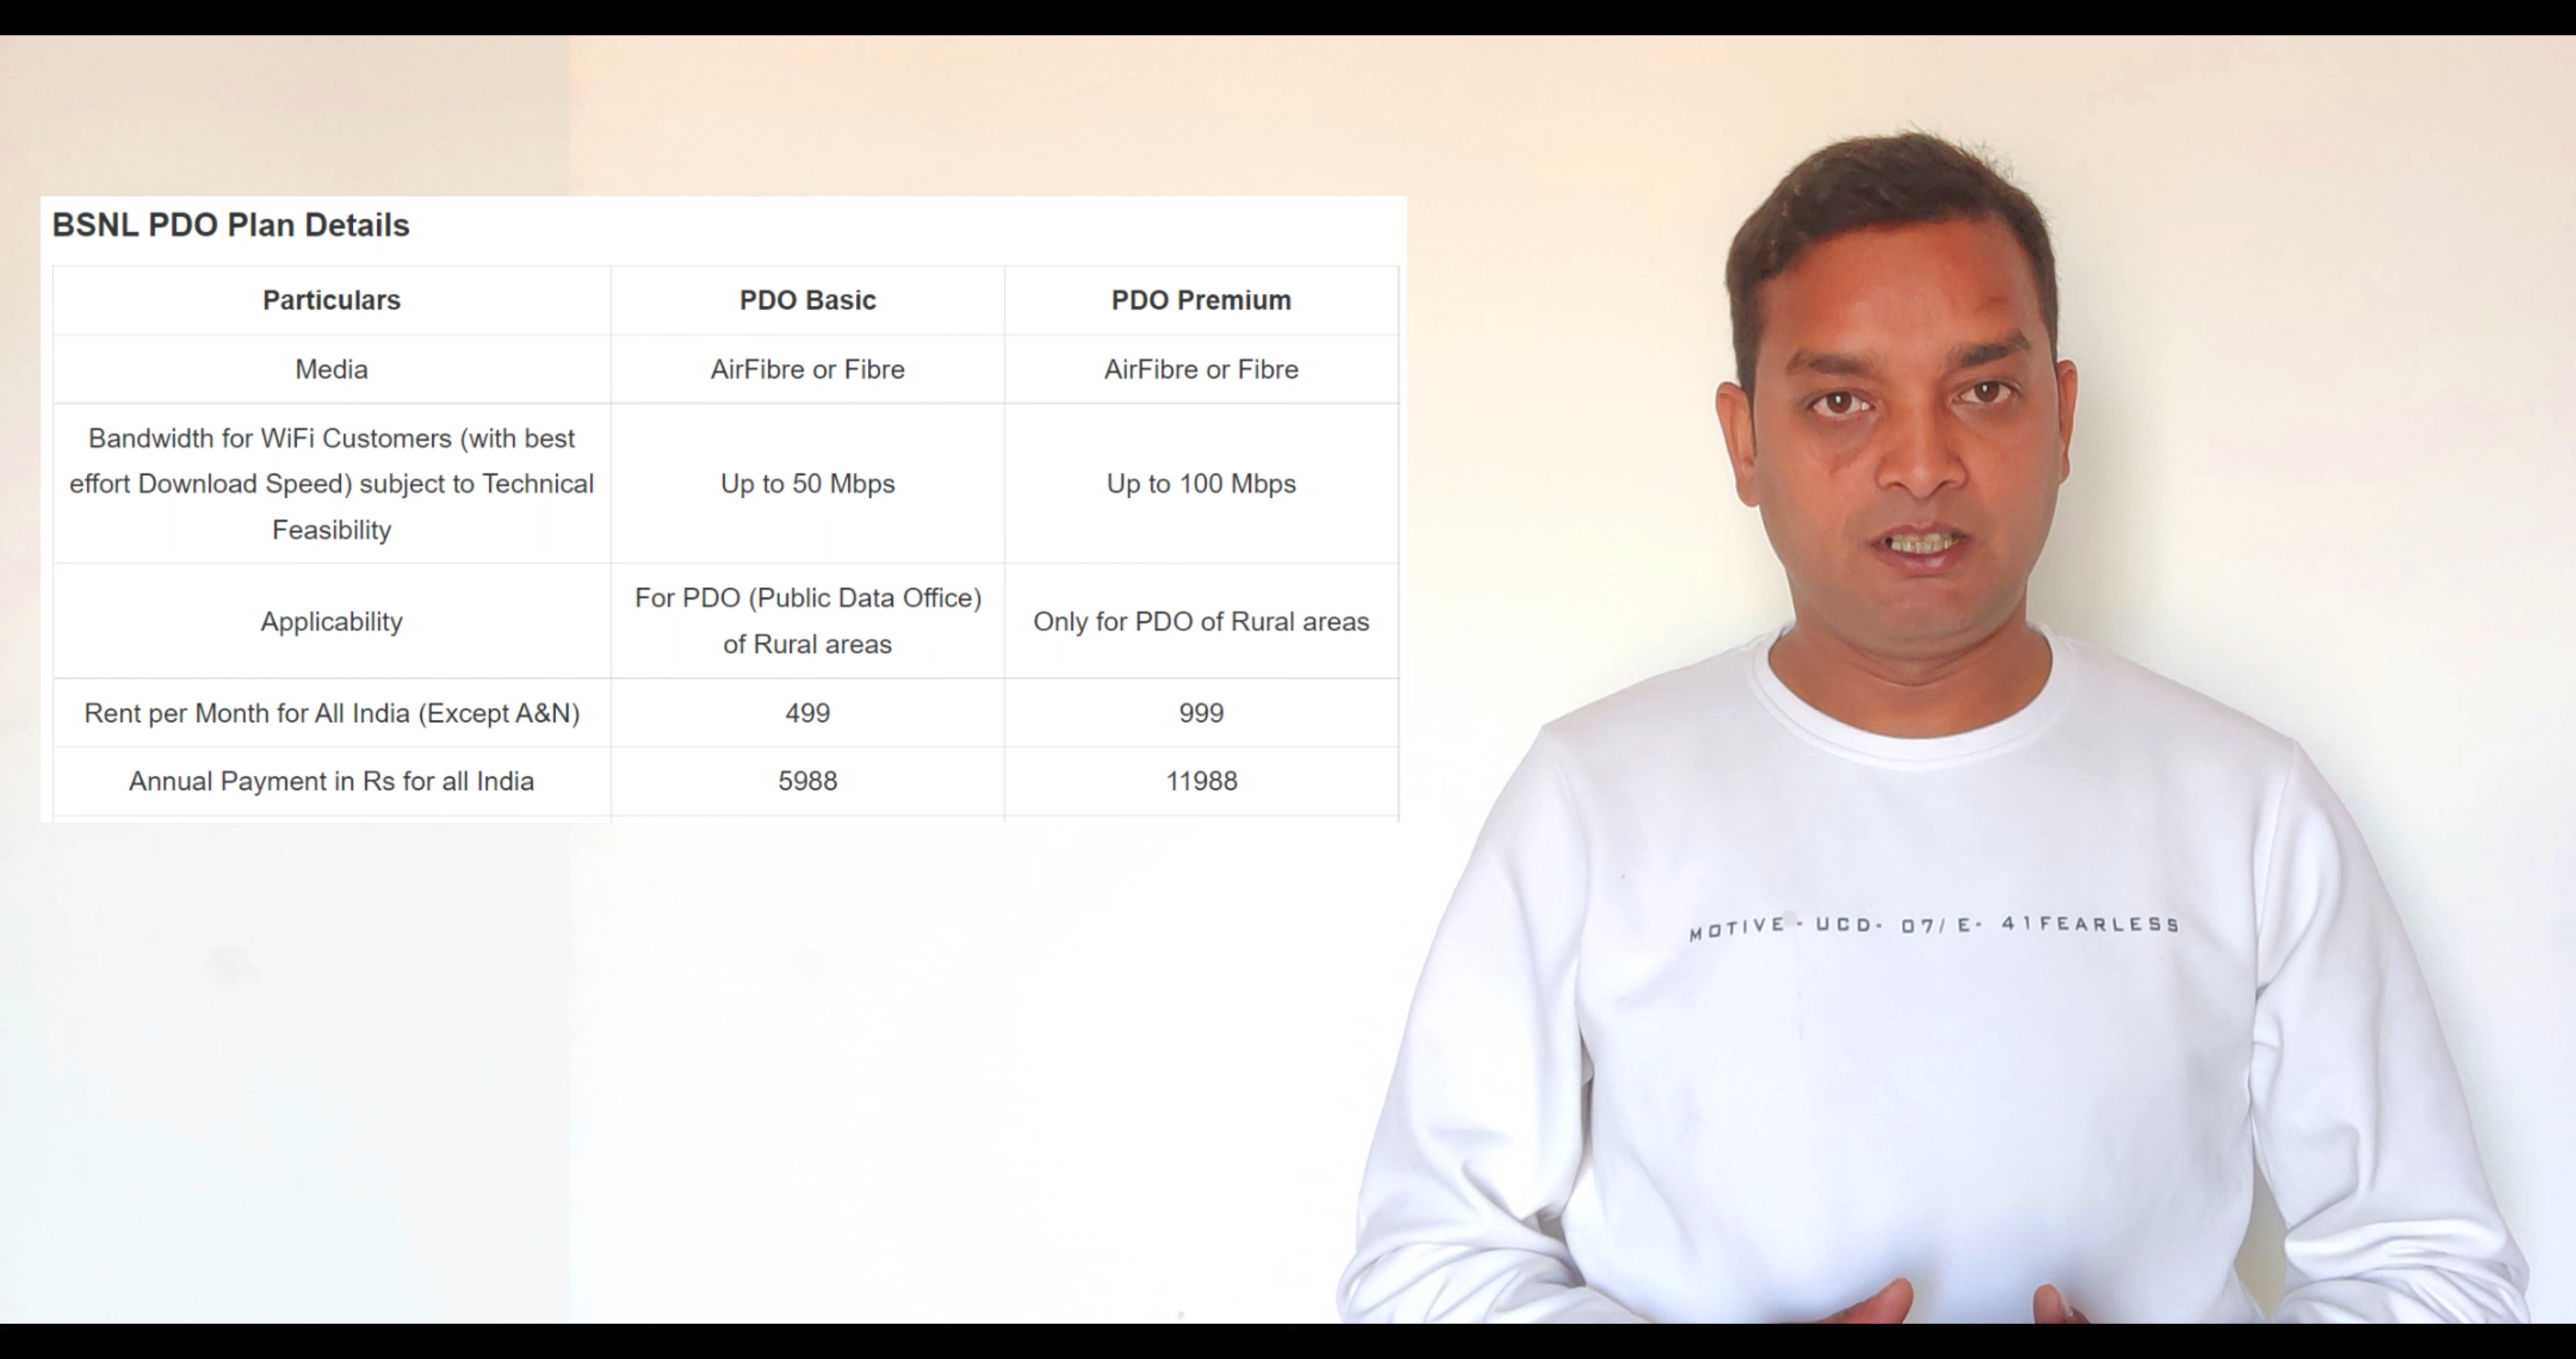 BSNL PDO Plan Details
Particulars PDO Basic PDO Premium
Media AirFibre or Fibre AirFibre or Fibre
Bandwidth for WiFi Customers (with best
effort Download Speed) subject to Technical
Feasibility
Up to 50 Mbps Up to 100 Mbps
Applicability
For PDO (Public Data Office)
of Rural areas
Only for PDO of Rural areas
Rent per Month for All India (Except A&N) 499 999
Annual Payment in Rs for all India 5988 11988
MOTIVE - UCD- 07/ E- 41FEARLESS